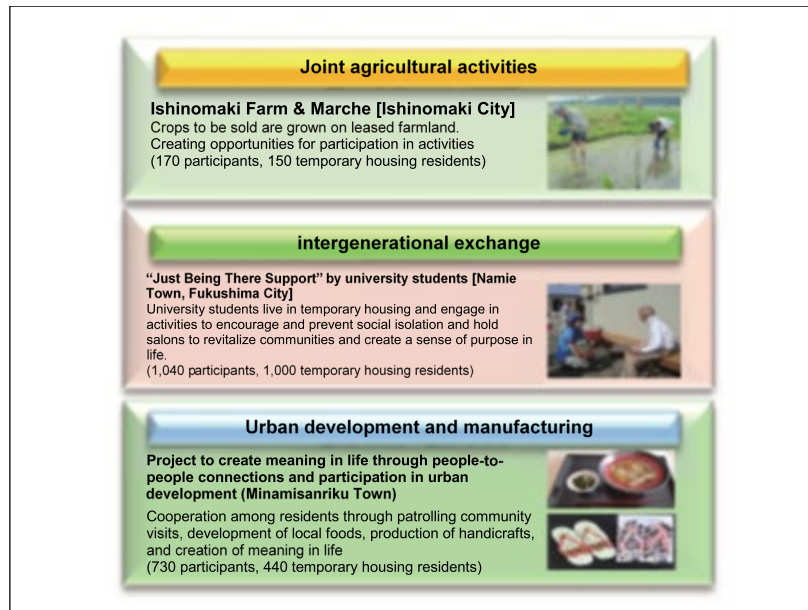 Joint agricultural activities
Ishinomaki Farm & Marche [Ishinomaki City]
Crops to be sold are grown on leased farmland.
Creating opportunities for participation in activities
(170 participants, 150 temporary housing residents)
intergenerational exchange
“Just Being There Support” by university students [Namie
Town, Fukushima City]
University students live in temporary housing and engage in
activities to encourage and prevent social isolation and hold
salons to revitalize communities and create a sense of purpose in
life.
(1,040 participants, 1,000 temporary housing residents)
Urban development and manufacturing
Project to create meaning in life through people-to-
people connections and participation in urban
development (Minamisanriku Town)
Cooperation among residents through patrolling community
visits, development of local foods, production of handicrafts,
and creation of meaning in life
(730 participants, 440 temporary housing residents)